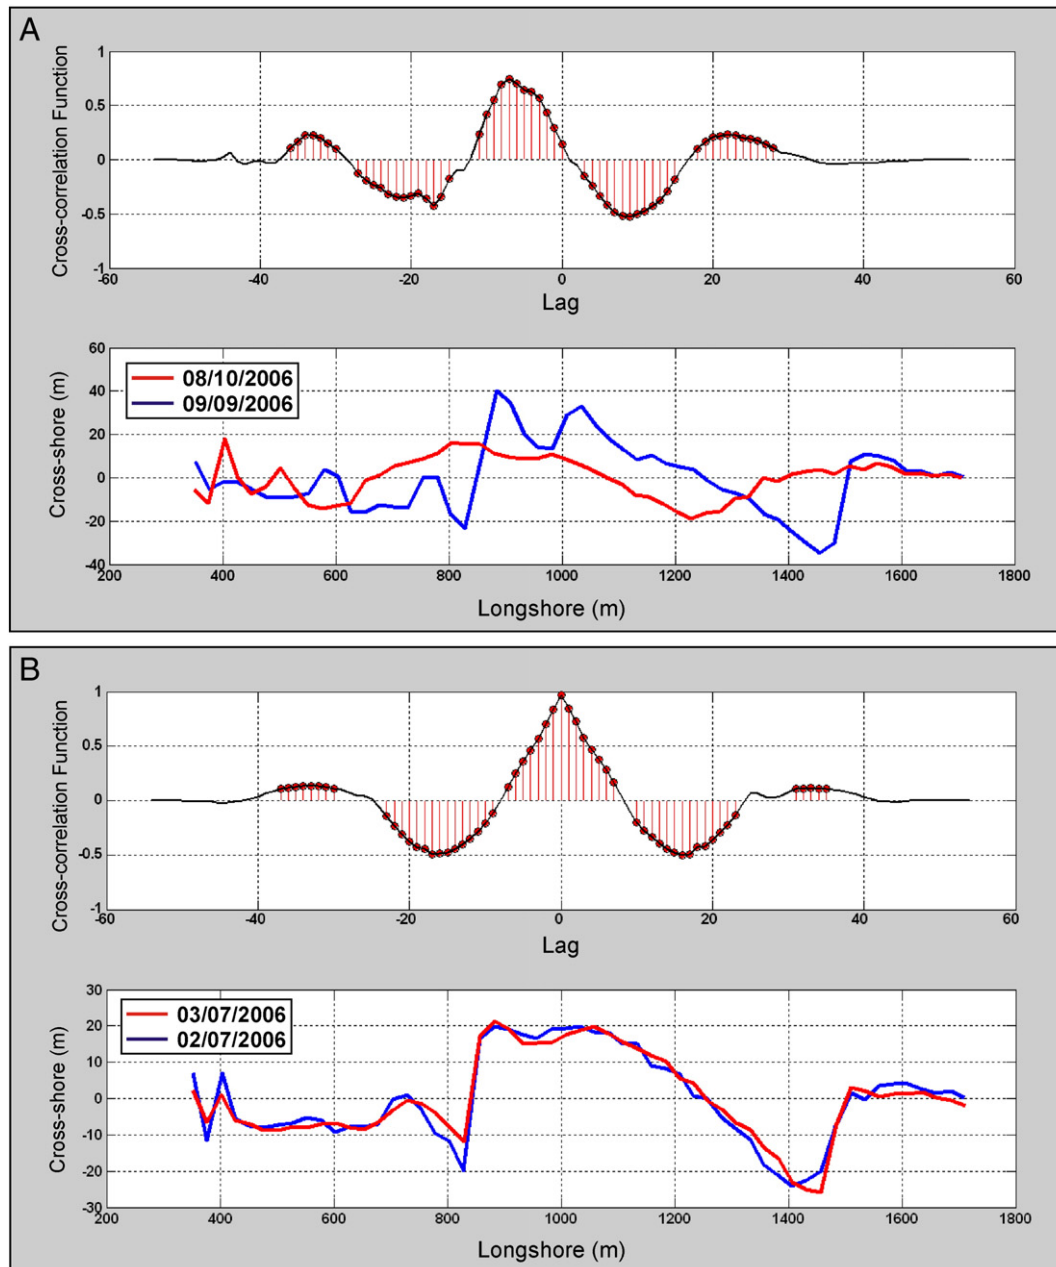 A
Cross-correlation Function
1
0.5
0
-0.5
-1
-60 -40 -20 0 20 40 60
Lag
Cross-shore (m)
60
40
20
0
-20
-40
08/10/2006
09/09/2006
200 400 600 800 1000 1200 1400 1600 1800
Longshore (m)
B
Cross-correlation Function
1
0.5
0
-0.5
-1
-60 -40 -20 0 20 40 60
Lag
Cross-shore (m)
30
20
10
0
-10
-20
-30
03/07/2006
02/07/2006
200 400 600 800 1000 1200 1400 1600 1800
Longshore (m)